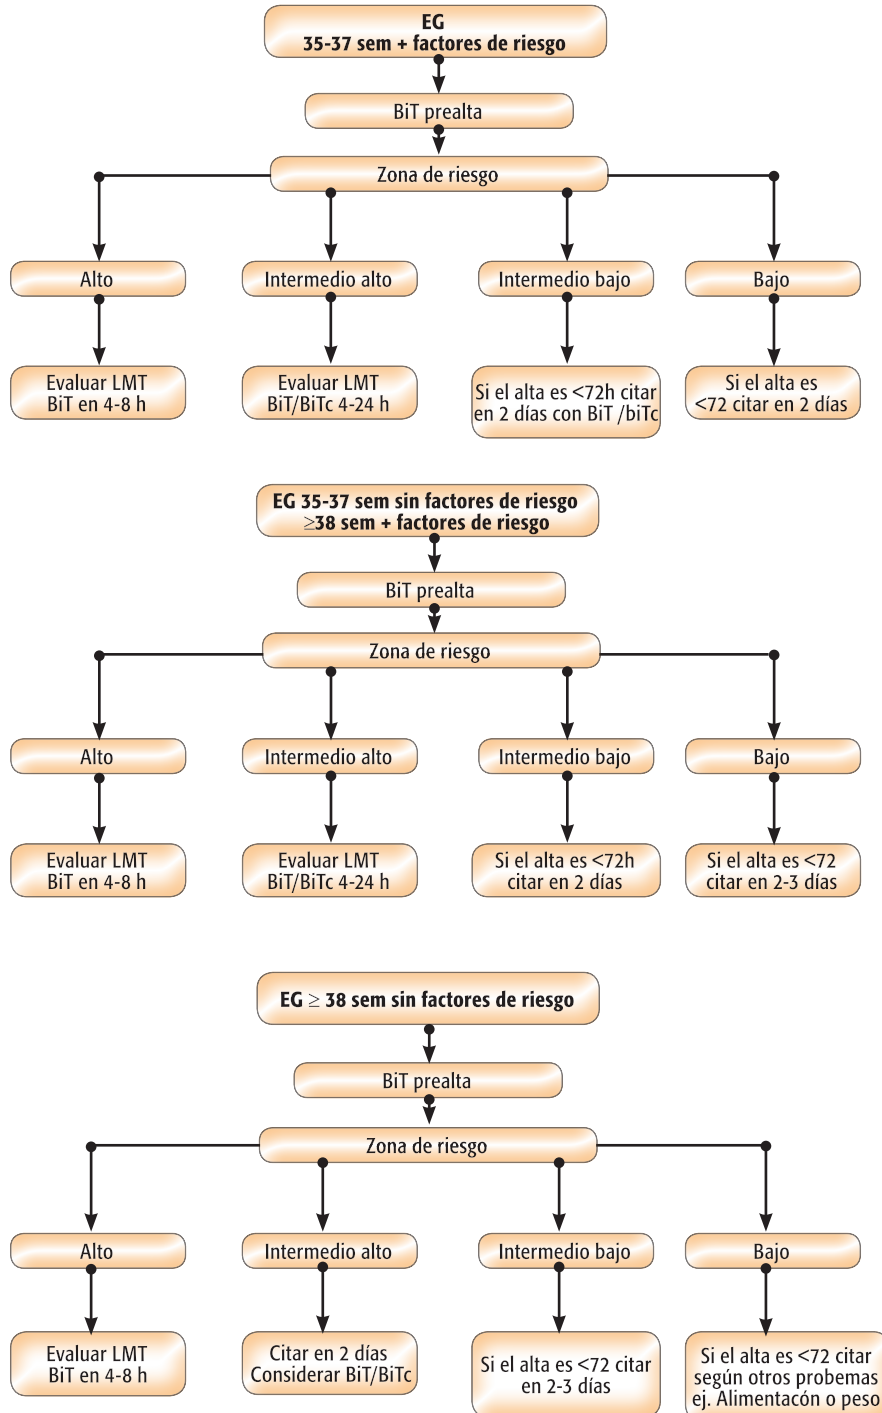 EG
35-37 sem + factores de riesgo
BiT prealta
Zona de riesgo
Alto
Intermedio alto
Intermedio bajo
Bajo
Evaluar LMT
BiT en 4-8 h
Evaluar LMT
BiT/BiTc 4-24 h
Si el alta es <72h citar
en 2 días con BiT /biTc
Si el alta es
<72 citar en 2 días
EG 35-37 sem sin factores de riesgo
≥38 sem + factores de riesgo
BiT prealta
Zona de riesgo
Alto
Intermedio alto
Intermedio bajo
Bajo
Evaluar LMT
BiT en 4-8 h
Evaluar LMT
BiT/BiTc 4-24 h
Si el alta es <72h
citar en 2 días
Si el alta es <72
citar en 2-3 días
EG ≥ 38 sem sin factores de riesgo
BiT prealta
Zona de riesgo
Alto
Intermedio alto
Intermedio bajo
Bajo
Evaluar LMT
BiT en 4-8 h
Citar en 2 días
Considerar BiT/BiTc
Si el alta es <72 citar
en 2-3 días
Si el alta es <72 citar
según otros probemas
ej. Alimentacón o peso